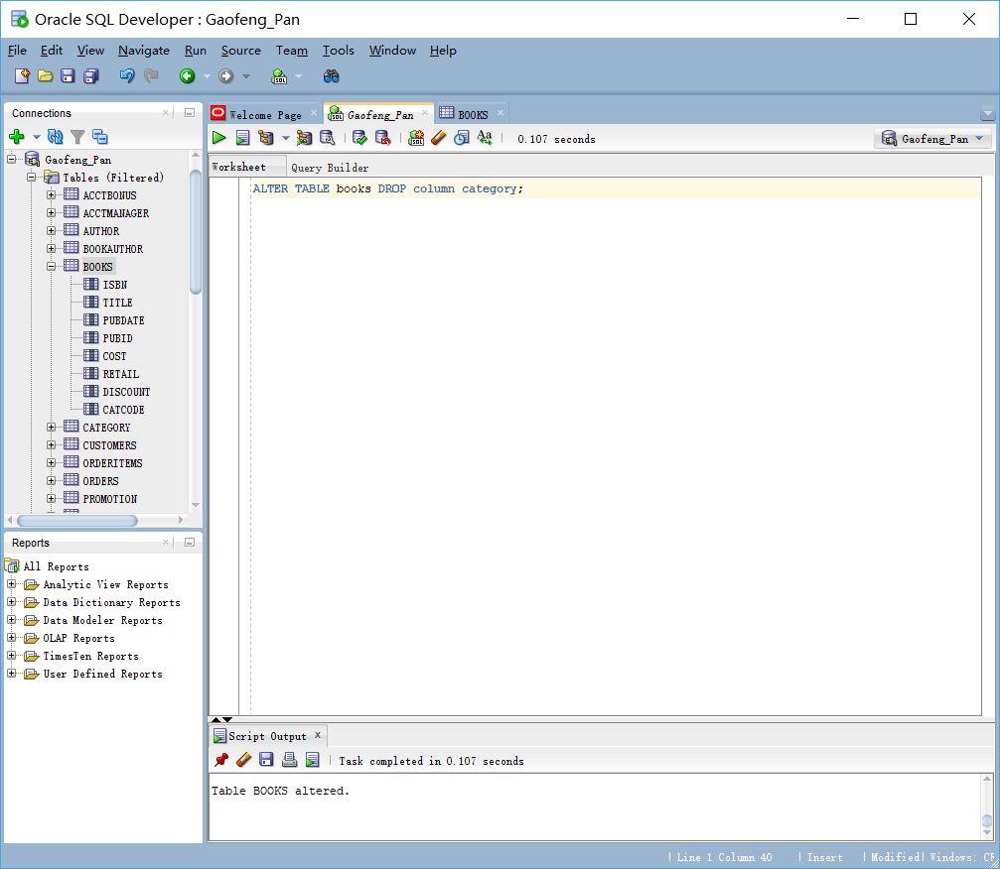 Oracle SQL Developer : Gaofeng_Pan
File Edit View Navigate Run Source Team Tools Window Help
Connections
Gaofeng_Pan
Tables (Filtered)
ACCTBONUS
ACCTMANAGER
AUTHOR
BOOKAUTHOR
BOOKS
ISBN
TITLE
PUBDATE
PUBID
COST
RETAIL
DISCOUNT
CATCODE
CATEGORY
CUSTOMERS
ORDERITEMS
ORDERS
PROMOTION
Reports
All Reports
Analytic View Reports
Data Dictionary Reports
Data Modeler Reports
OLAP Reports
TimesTen Reports
User Defined Reports
Welcome Page Gaofeng_Pan BOOKS
0.107 seconds Gaofeng_Pan
Worksheet Query Builder
ALTER TABLE books DROP column category;
Script Output
Task completed in 0.107 seconds
Table BOOKS altered.
Line 1 Column 40 Insert Modified Windows: